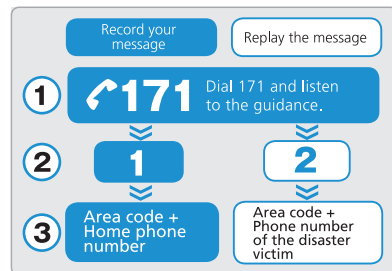 Record your
message
Replay the message
1
171
Dial 171 and listen
to the guidance.
2
1
2
3
Area code +
Home phone
number
Area code +
Phone number
of the disaster
victim